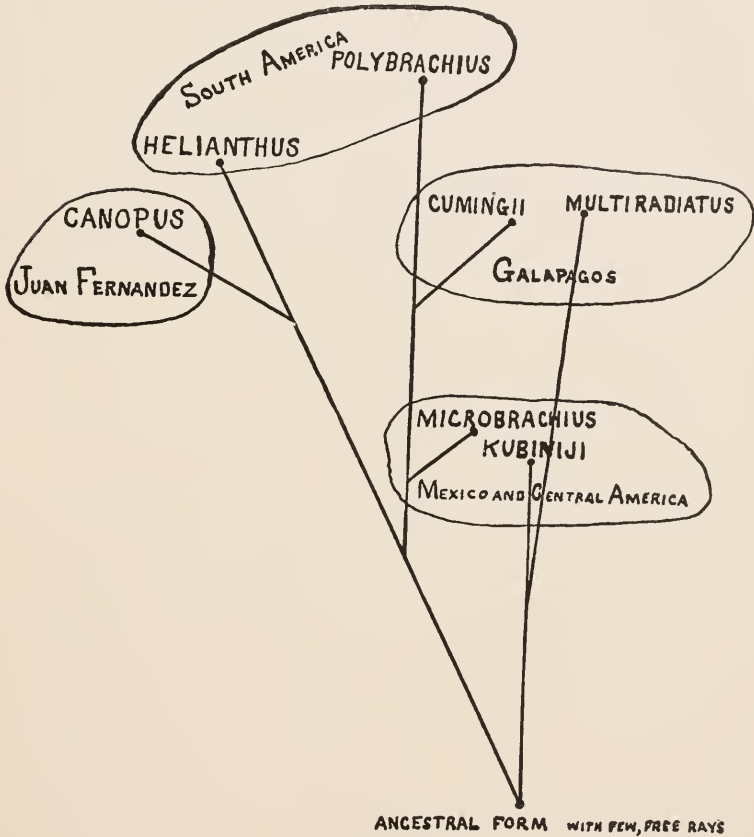 SOUTH AMERICA
POLYBRACHIUS
HELIANTHUS
CANOPUS
JUAN FERNANDEZ
CUMINGII MULTIRADIATUS
GALAPAGOS
MICROBRACHIUS
KUBINIJI
MEXICO AND CENTRAL AMERICA
ANCESTRAL FORM WITH FEW, FREE RAYS